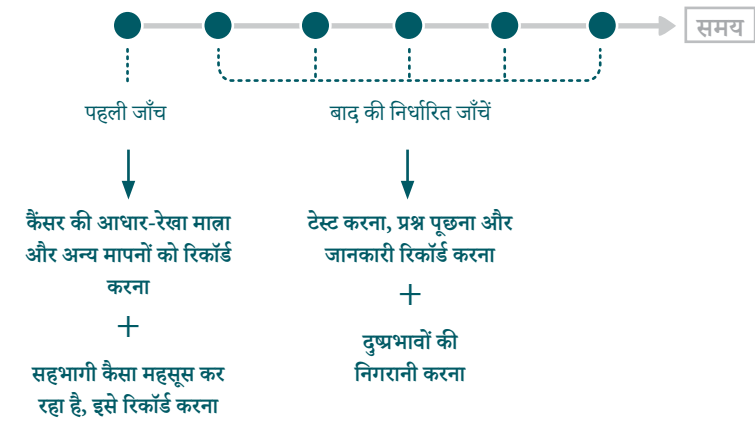 समय
पहली जाँच
बाद की निर्धारित जाँचें
कैंसर की आधार-रेखा मात्रा
और अन्य मापनों को रिकॉर्ड
करना
+
सहभागी कैसा महसूस कर
रहा है, इसे रिकॉर्ड करना
टेस्ट करना, प्रश्न पूछना और
जानकारी रिकॉर्ड करना
+
दुष्प्रभावों की
निगरानी करना